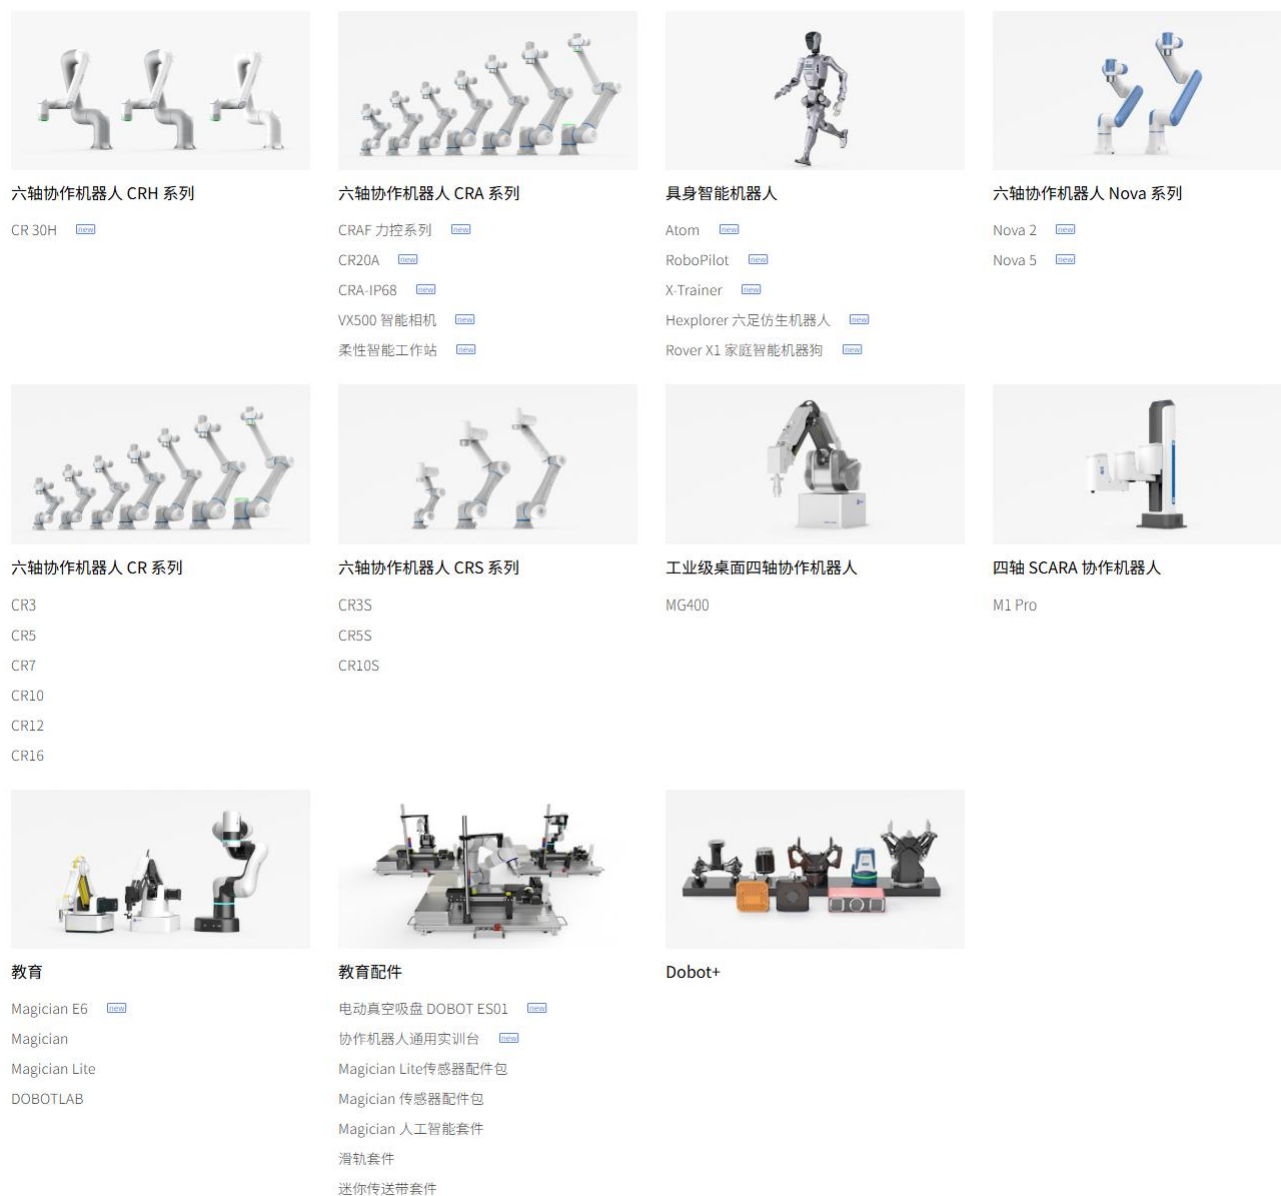 六轴协作机器人 CRH 系列
CR 30H new
六轴协作机器人 CRA 系列
CRAF 力控系列 new
CR20A new
CRA-IP68 new
VX500 智能相机 new
柔性智能工作站 new
具身智能机器人
Atom new
RoboPilot new
X-Trainer new
Hexplorer 六足仿生机器人 new
Rover X1 家庭智能机器狗 new
六轴协作机器人 Nova 系列
Nova 2 new
Nova 5 new
六轴协作机器人 CR 系列
CR3
CR5
CR7
CR10
CR12
CR16
六轴协作机器人 CRS 系列
CR3S
CR5S
CR10S
工业级桌面四轴协作机器人
MG400
四轴 SCARA 协作机器人
M1 Pro
教育
Magician E6 new
Magician
Magician Lite
DOBOTLAB
教育配件
电动真空吸盘 DOBOT ES01 new
协作机器人通用实训台 new
Magician Lite传感器配件包
Magician 传感器配件包
Magician 人工智能套件
滑轨套件
迷你传送带套件
Dobot+